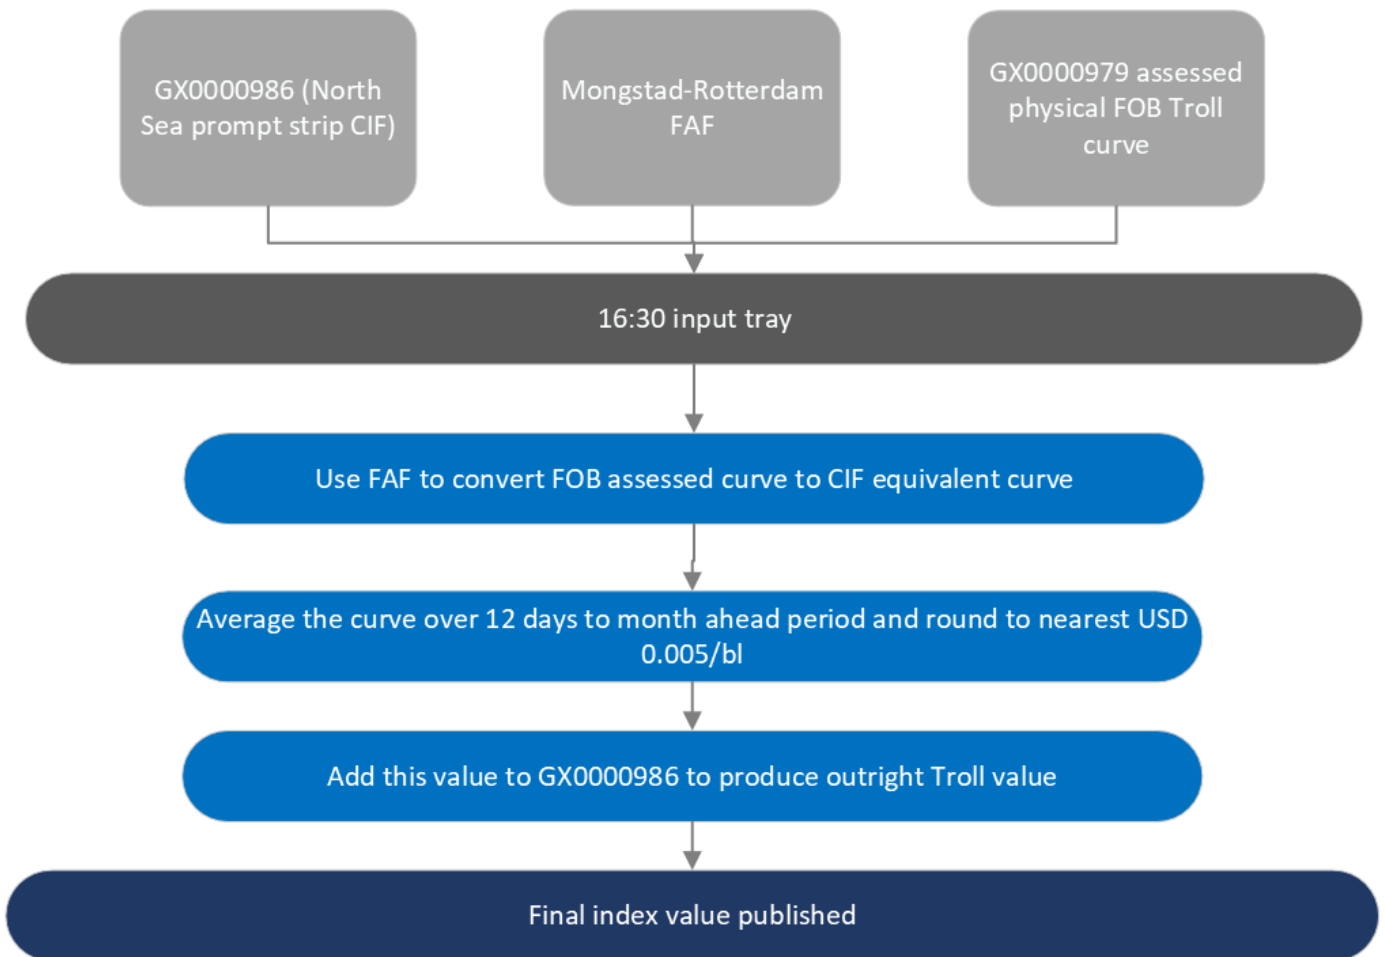 GX0000986 (North
Sea prompt strip CIF)
Mongstad-Rotterdam
FAF
GX0000979 assessed
physical FOB Troll
curve
16:30 input tray
Use FAF to convert FOB assessed curve to CIF equivalent curve
Average the curve over 12 days to month ahead period and round to nearest USD
0.005/bl
Add this value to GX0000986 to produce outright Troll value
Final index value published